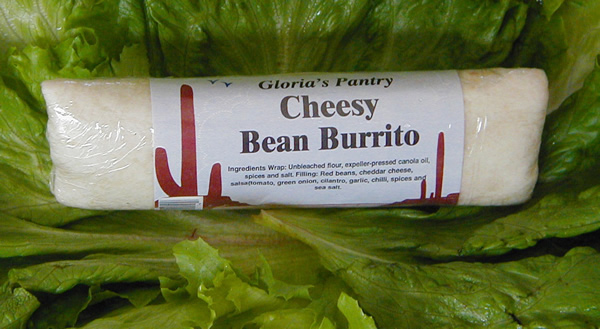 Gloria's Pantry
Cheesy
Bean Burrito
Ingredients Wrap: Unbleached flour, expeller-pressed canola oil,
spices and salt. Filling: Red beans, cheddar cheese,
salsa(tomato, green onion, cilantro, garlic, chilli, spices and
sea salt.